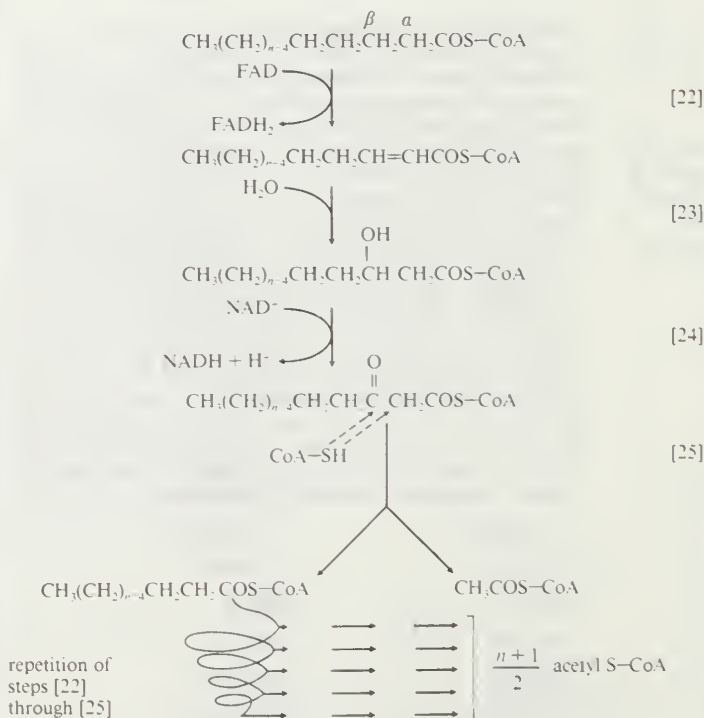 β α
CH₃(CH₂)ₙ₋₄CH₂CH₂CH₂CH₂COS–CoA
FAD
[22]
FADH₂
CH₃(CH₂)ₙ₋₄CH₂CH₂CH=CHCOS–CoA
H₂O
[23]
OH
CH₃(CH₂)ₙ₋₄CH₂CH₂CH CH₂COS–CoA
NAD⁺
[24]
NADH + H⁺
O
CH₃(CH₂)ₙ₋₄CH₂CH₂C CH₂COS–CoA
CoA–SH
[25]
CH₃(CH₂)ₙ₋₄CH₂CH₂COS–CoA CH₃COS–CoA
repetition of
steps [22]
through [25]
n + 1
2
acetyl S–CoA